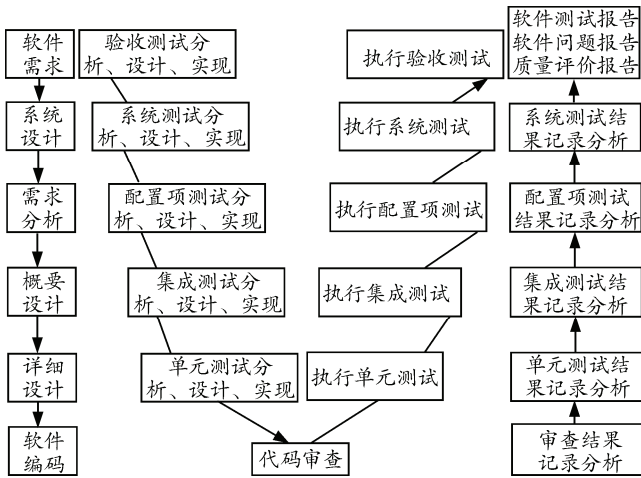 软件
需求
系统
设计
需求
分析
概要
设计
详细
设计
软件
编码
验收测试分
析、设计、实现
系统测试分
析、设计、实现
配置项测试分
析、设计、实现
集成测试分
析、设计、实现
单元测试分
析、设计、实现
代码审查
执行验收测试
执行系统测试
执行配置项测试
执行集成测试
执行单元测试
软件测试报告
软件问题报告
质量评价报告
系统测试结
果记录分析
配置项测试
结果记录分析
集成测试结
果记录分析
单元测试结
果记录分析
审查结果
记录分析